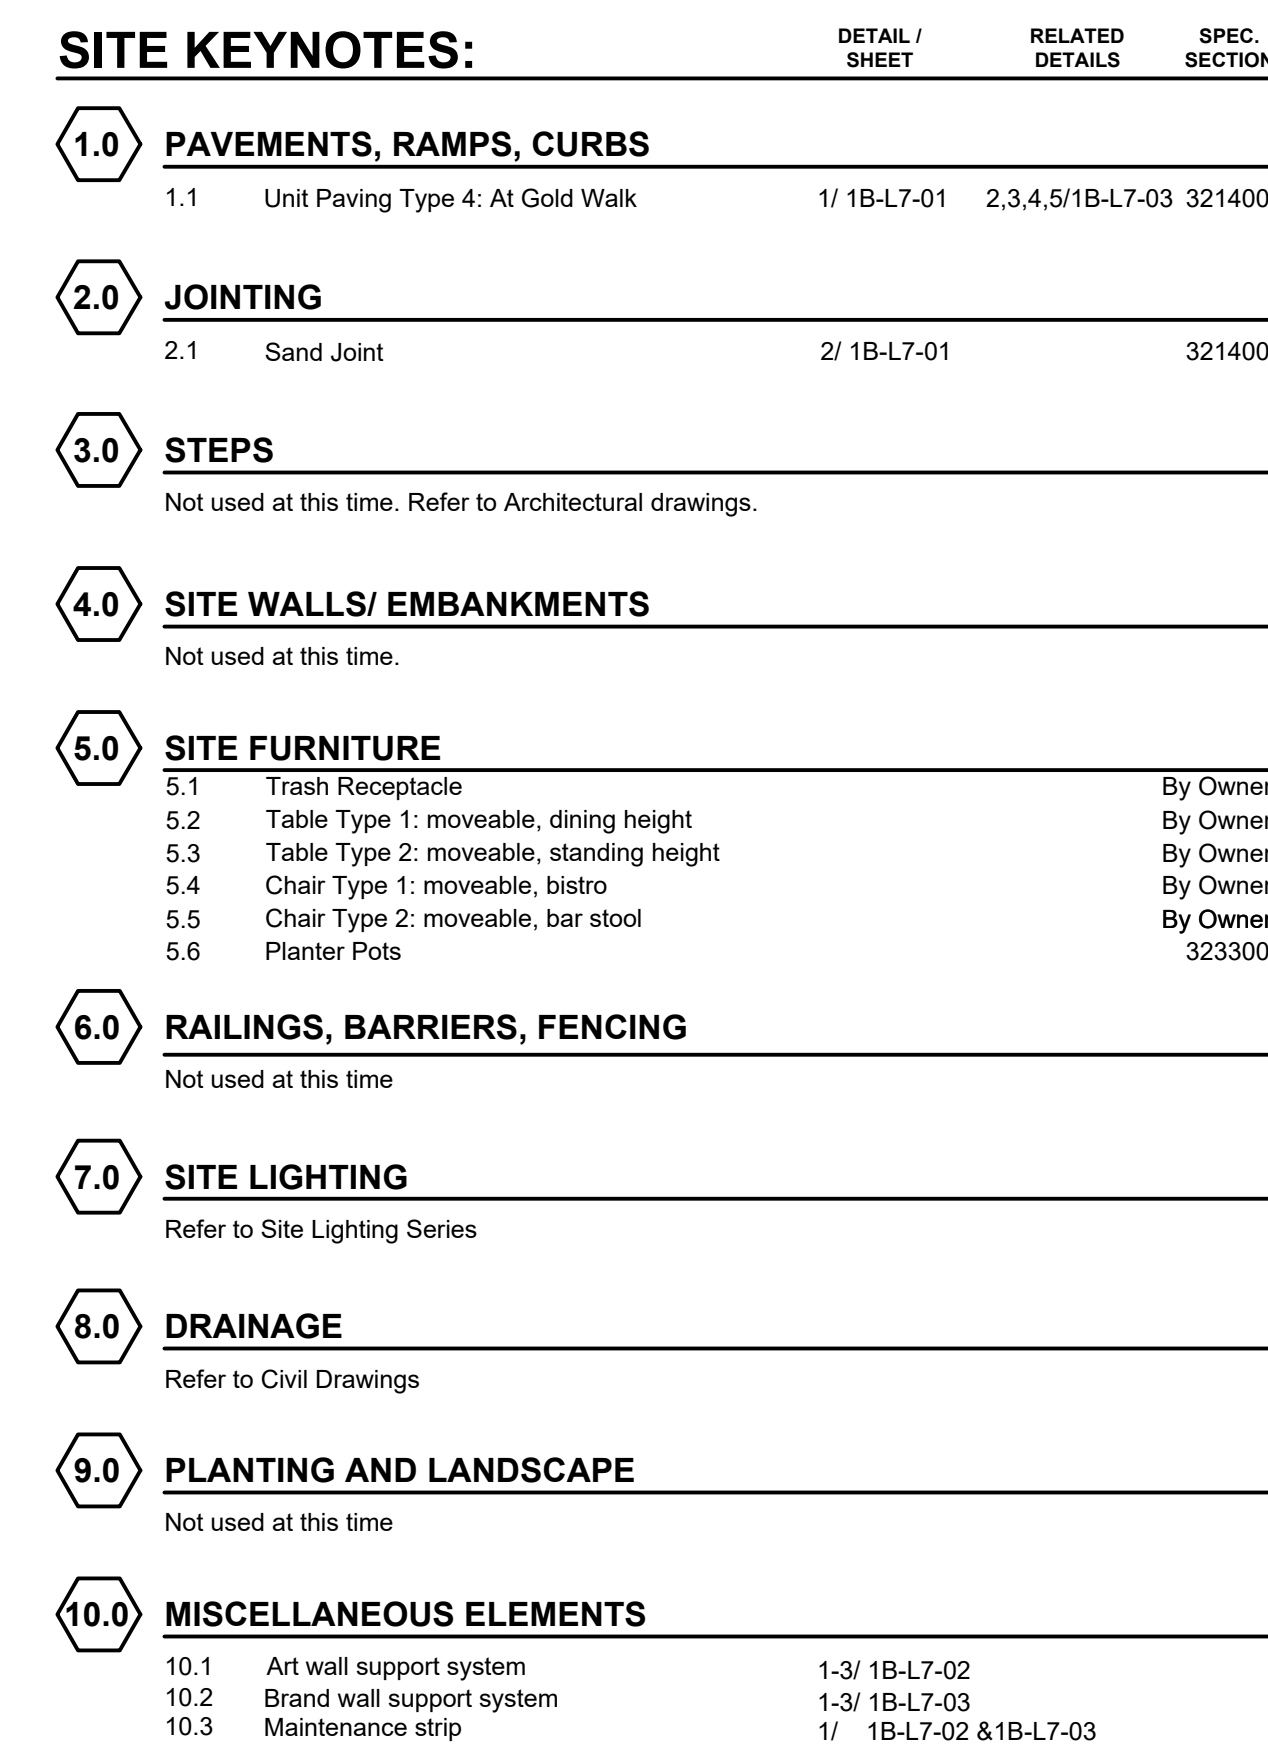 SITE KEYNOTES: DETAIL / SHEET RELATED DETAILS SPEC. SECTION
1.0 PAVEMENTS, RAMPS, CURBS
1.1 Unit Paving Type 4: At Gold Walk 1/ 1B-L7-01 2,3,4,5/1B-L7-03 321400
2.0 JOINTING
2.1 Sand Joint 2/ 1B-L7-01 321400
3.0 STEPS
Not used at this time. Refer to Architectural drawings.
4.0 SITE WALLS/ EMBANKMENTS
Not used at this time.
5.0 SITE FURNITURE
5.1 Trash Receptacle By Owner
5.2 Table Type 1: moveable, dining height By Owner
5.3 Table Type 2: moveable, standing height By Owner
5.4 Chair Type 1: moveable, bistro By Owner
5.5 Chair Type 2: moveable, bar stool By Owner
5.6 Planter Pots 323300
6.0 RAILINGS, BARRIERS, FENCING
Not used at this time
7.0 SITE LIGHTING
Refer to Site Lighting Series
8.0 DRAINAGE
Refer to Civil Drawings
9.0 PLANTING AND LANDSCAPE
Not used at this time
10.0 MISCELLANEOUS ELEMENTS
10.1 Art wall support system 1-3/ 1B-L7-02
10.2 Brand wall support system 1-3/ 1B-L7-03
10.3 Maintenance strip 1/ 1B-L7-02 &1B-L7-03